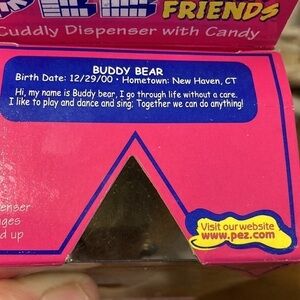 PEZ FRIENDS
Cuddly Dispenser with Candy
BUDDY BEAR
Birth Date: 12/29/00 • Hometown: New Haven, CT
Hi, my name is Buddy bear, I go through life without a care.
I like to play and dance and sing; Together we can do anything!
Visit our website
www.pez.com